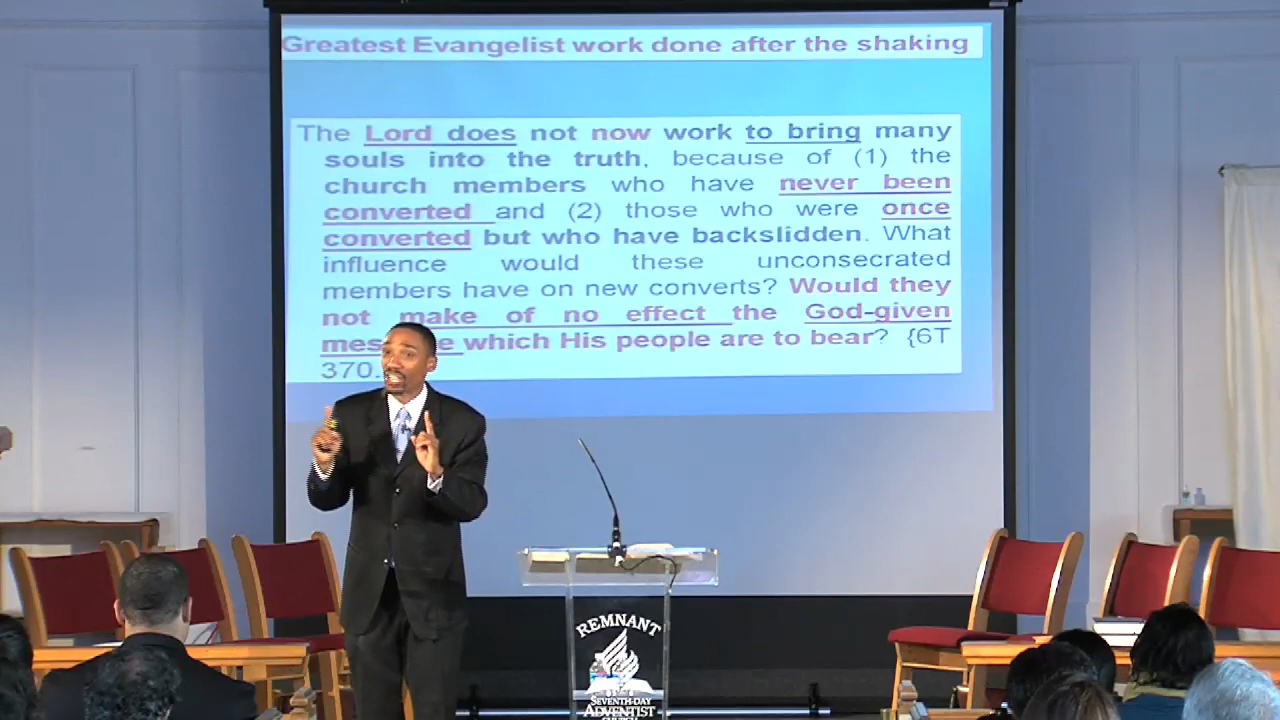 Greatest Evangelist work done after the shaking
The Lord does not now work to bring many
souls into the truth, because of (1) the
church members who have never been
converted and (2) those who were once
converted but who have backslidden. What
influence would these unconsecrated
members have on new converts? Would they
not make of no effect the God-given
which His people are to bear? {6T
370.
REMNANT
SEVENTH-DAY
ADVENTIST
CHURCH